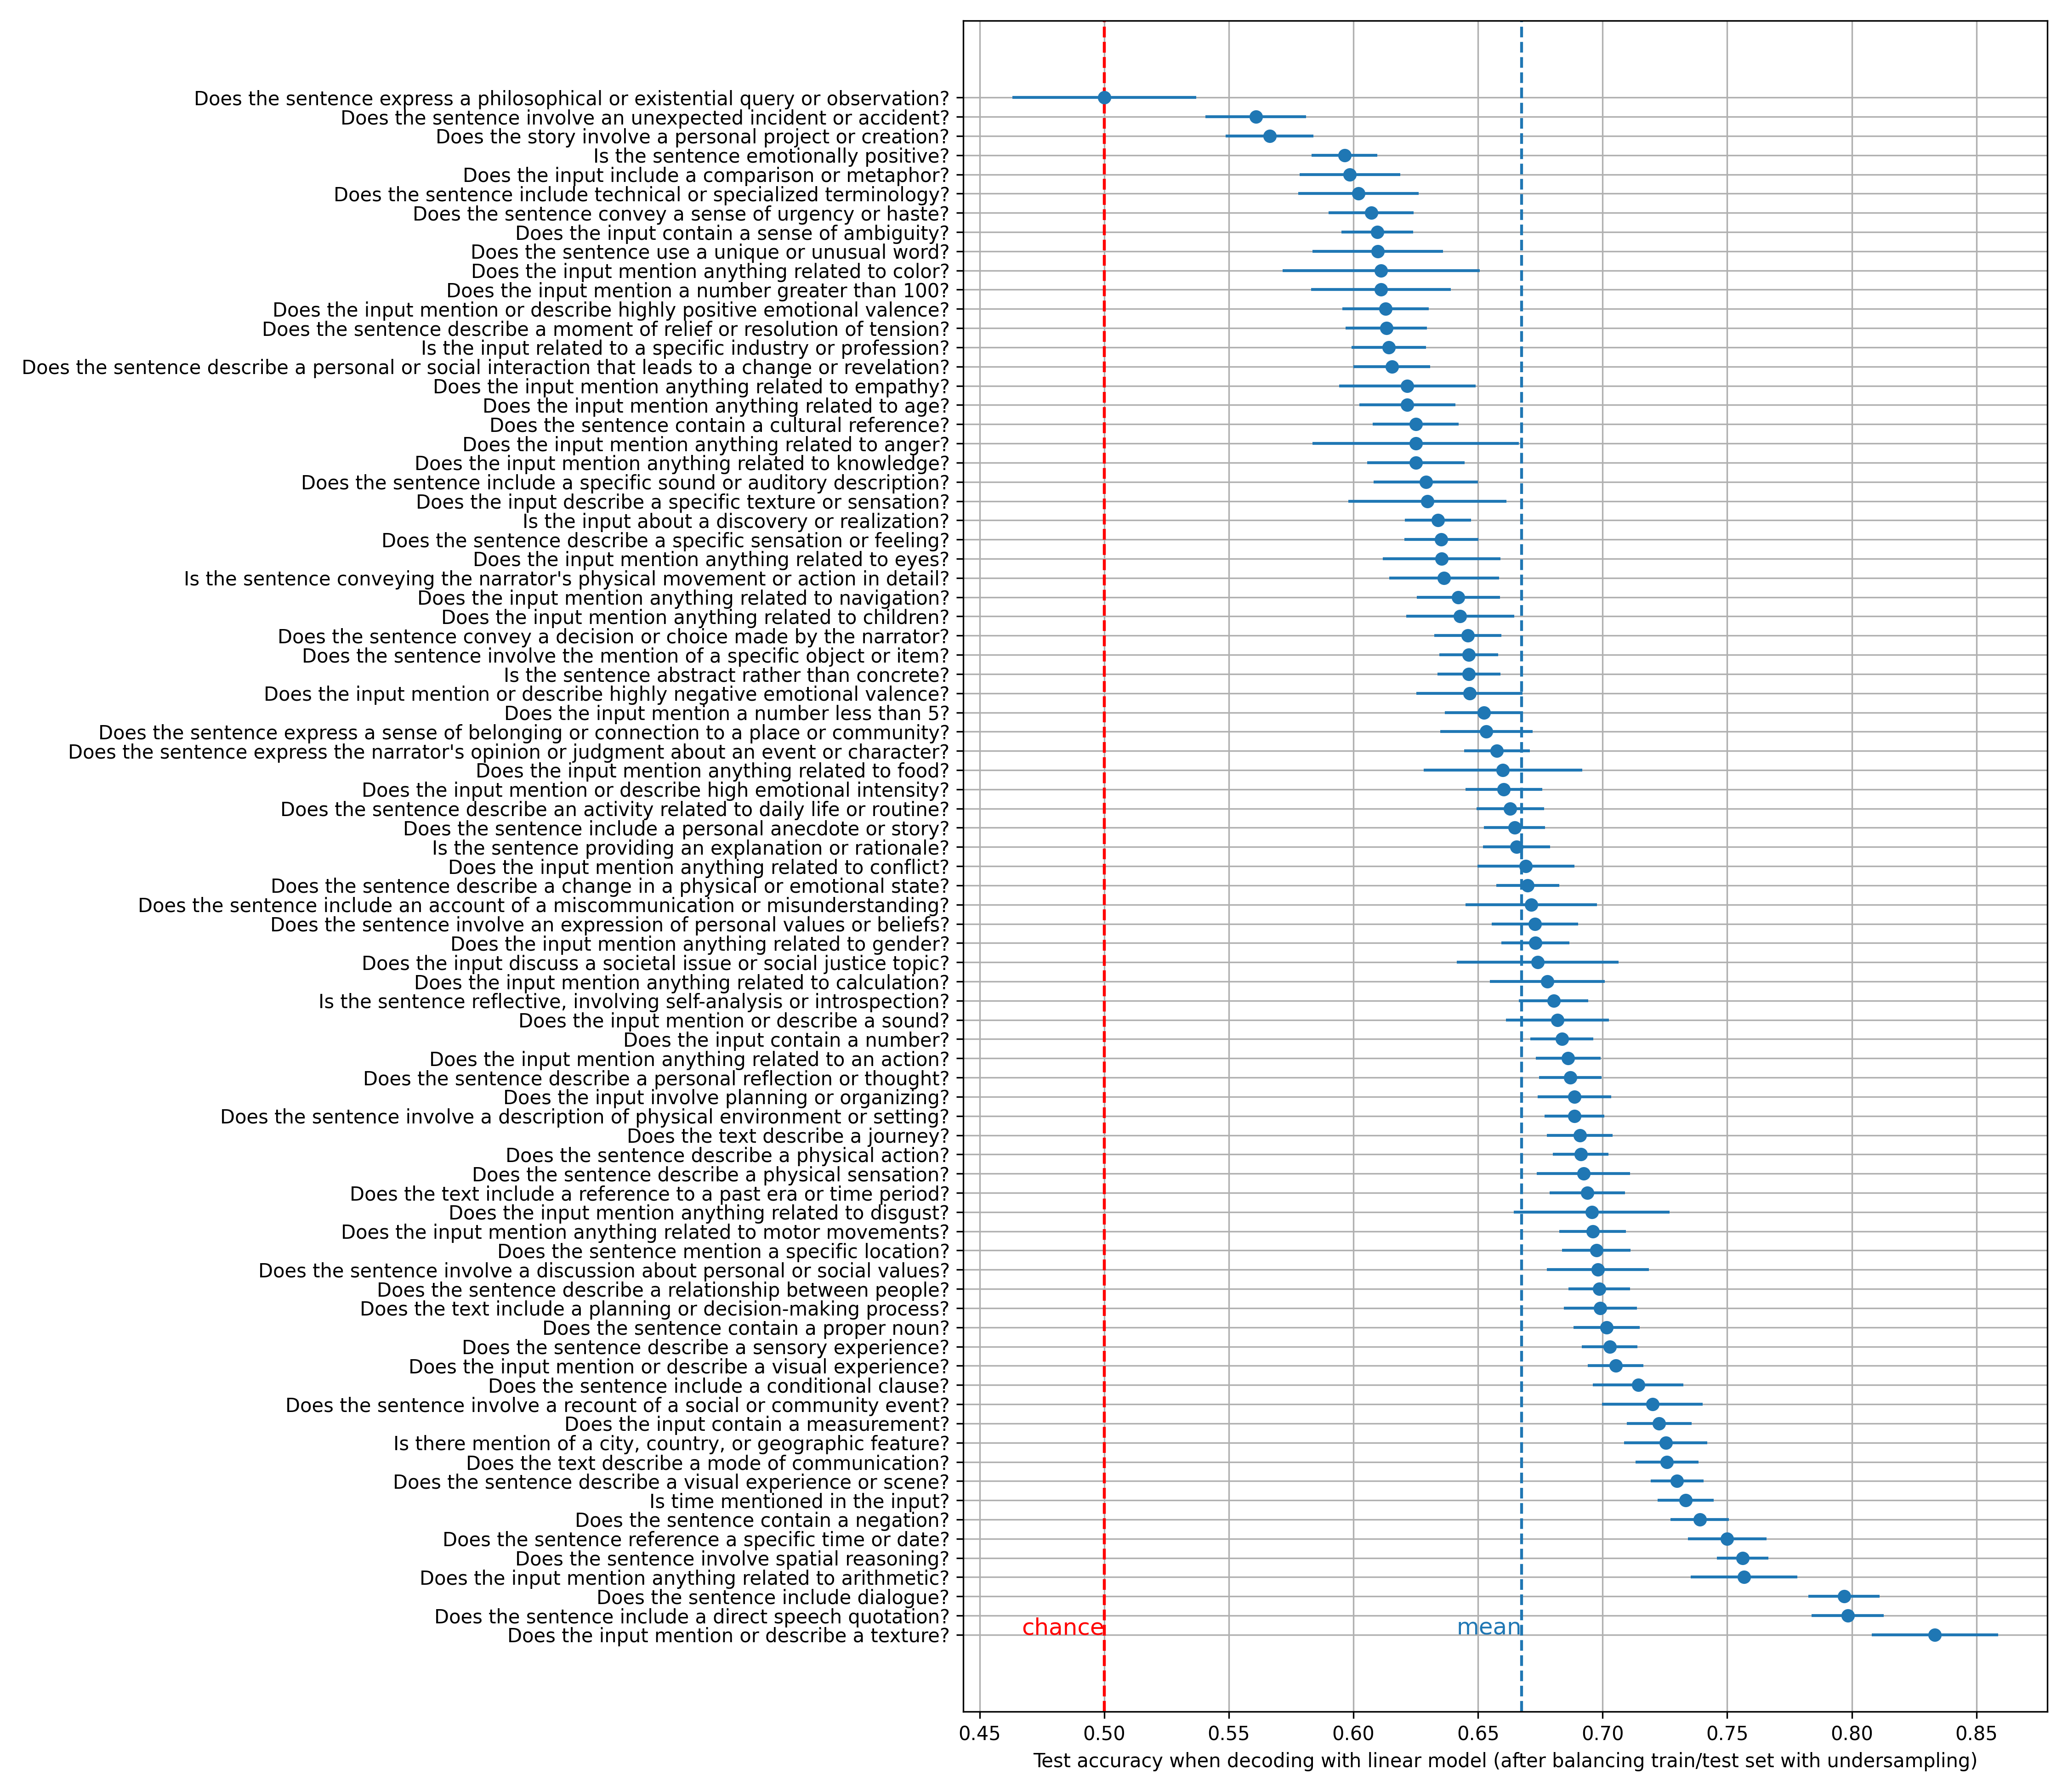 Does the sentence express a philosophical or existential query or observation?
Does the sentence involve an unexpected incident or accident?
Does the story involve a personal project or creation?
Is the sentence emotionally positive?
Does the input include a comparison or metaphor?
Does the sentence include technical or specialized terminology?
Does the sentence convey a sense of urgency or haste?
Does the input contain a sense of ambiguity?
Does the sentence use a unique or unusual word?
Does the input mention anything related to color?
Does the input mention a number greater than 100?
Does the input mention or describe highly positive emotional valence?
Does the sentence describe a moment of relief or resolution of tension?
Is the input related to a specific industry or profession?
Does the sentence describe a personal or social interaction that leads to a change or revelation?
Does the input mention anything related to empathy?
Does the input mention anything related to age?
Does the sentence contain a cultural reference?
Does the input mention anything related to anger?
Does the input mention anything related to knowledge?
Does the sentence include a specific sound or auditory description?
Does the input describe a specific texture or sensation?
Is the input about a discovery or realization?
Does the sentence describe a specific sensation or feeling?
Does the input mention anything related to eyes?
Is the sentence conveying the narrator's physical movement or action in detail?
Does the input mention anything related to navigation?
Does the input mention anything related to children?
Does the sentence convey a decision or choice made by the narrator?
Does the sentence involve the mention of a specific object or item?
Is the sentence abstract rather than concrete?
Does the input mention or describe highly negative emotional valence?
Does the input mention a number less than 5?
Does the sentence express a sense of belonging or connection to a place or community?
Does the sentence express the narrator's opinion or judgment about an event or character?
Does the input mention anything related to food?
Does the input mention or describe high emotional intensity?
Does the sentence describe an activity related to daily life or routine?
Does the sentence include a personal anecdote or story?
Is the sentence providing an explanation or rationale?
Does the input mention anything related to conflict?
Does the sentence describe a change in a physical or emotional state?
Does the sentence include an account of a miscommunication or misunderstanding?
Does the sentence involve an expression of personal values or beliefs?
Does the input mention anything related to gender?
Does the input discuss a societal issue or social justice topic?
Does the input mention anything related to calculation?
Is the sentence reflective, involving self-analysis or introspection?
Does the input mention or describe a sound?
Does the input contain a number?
Does the input mention anything related to an action?
Does the sentence describe a personal reflection or thought?
Does the input involve planning or organizing?
Does the sentence involve a description of physical environment or setting?
Does the text describe a journey?
Does the sentence describe a physical action?
Does the sentence describe a physical sensation?
Does the text include a reference to a past era or time period?
Does the input mention anything related to disgust?
Does the input mention anything related to motor movements?
Does the sentence mention a specific location?
Does the sentence involve a discussion about personal or social values?
Does the sentence describe a relationship between people?
Does the text include a planning or decision-making process?
Does the sentence contain a proper noun?
Does the sentence describe a sensory experience?
Does the input mention or describe a visual experience?
Does the sentence include a conditional clause?
Does the sentence involve a recount of a social or community event?
Does the input contain a measurement?
Is there mention of a city, country, or geographic feature?
Does the text describe a mode of communication?
Does the sentence describe a visual experience or scene?
Is time mentioned in the input?
Does the sentence contain a negation?
Does the sentence reference a specific time or date?
Does the sentence involve spatial reasoning?
Does the input mention anything related to arithmetic?
Does the sentence include dialogue?
Does the sentence include a direct speech quotation?
Does the input mention or describe a texture?
chance mean
0.45 0.50 0.55 0.60 0.65 0.70 0.75 0.80 0.85
Test accuracy when decoding with linear model (after balancing train/test set with undersampling)